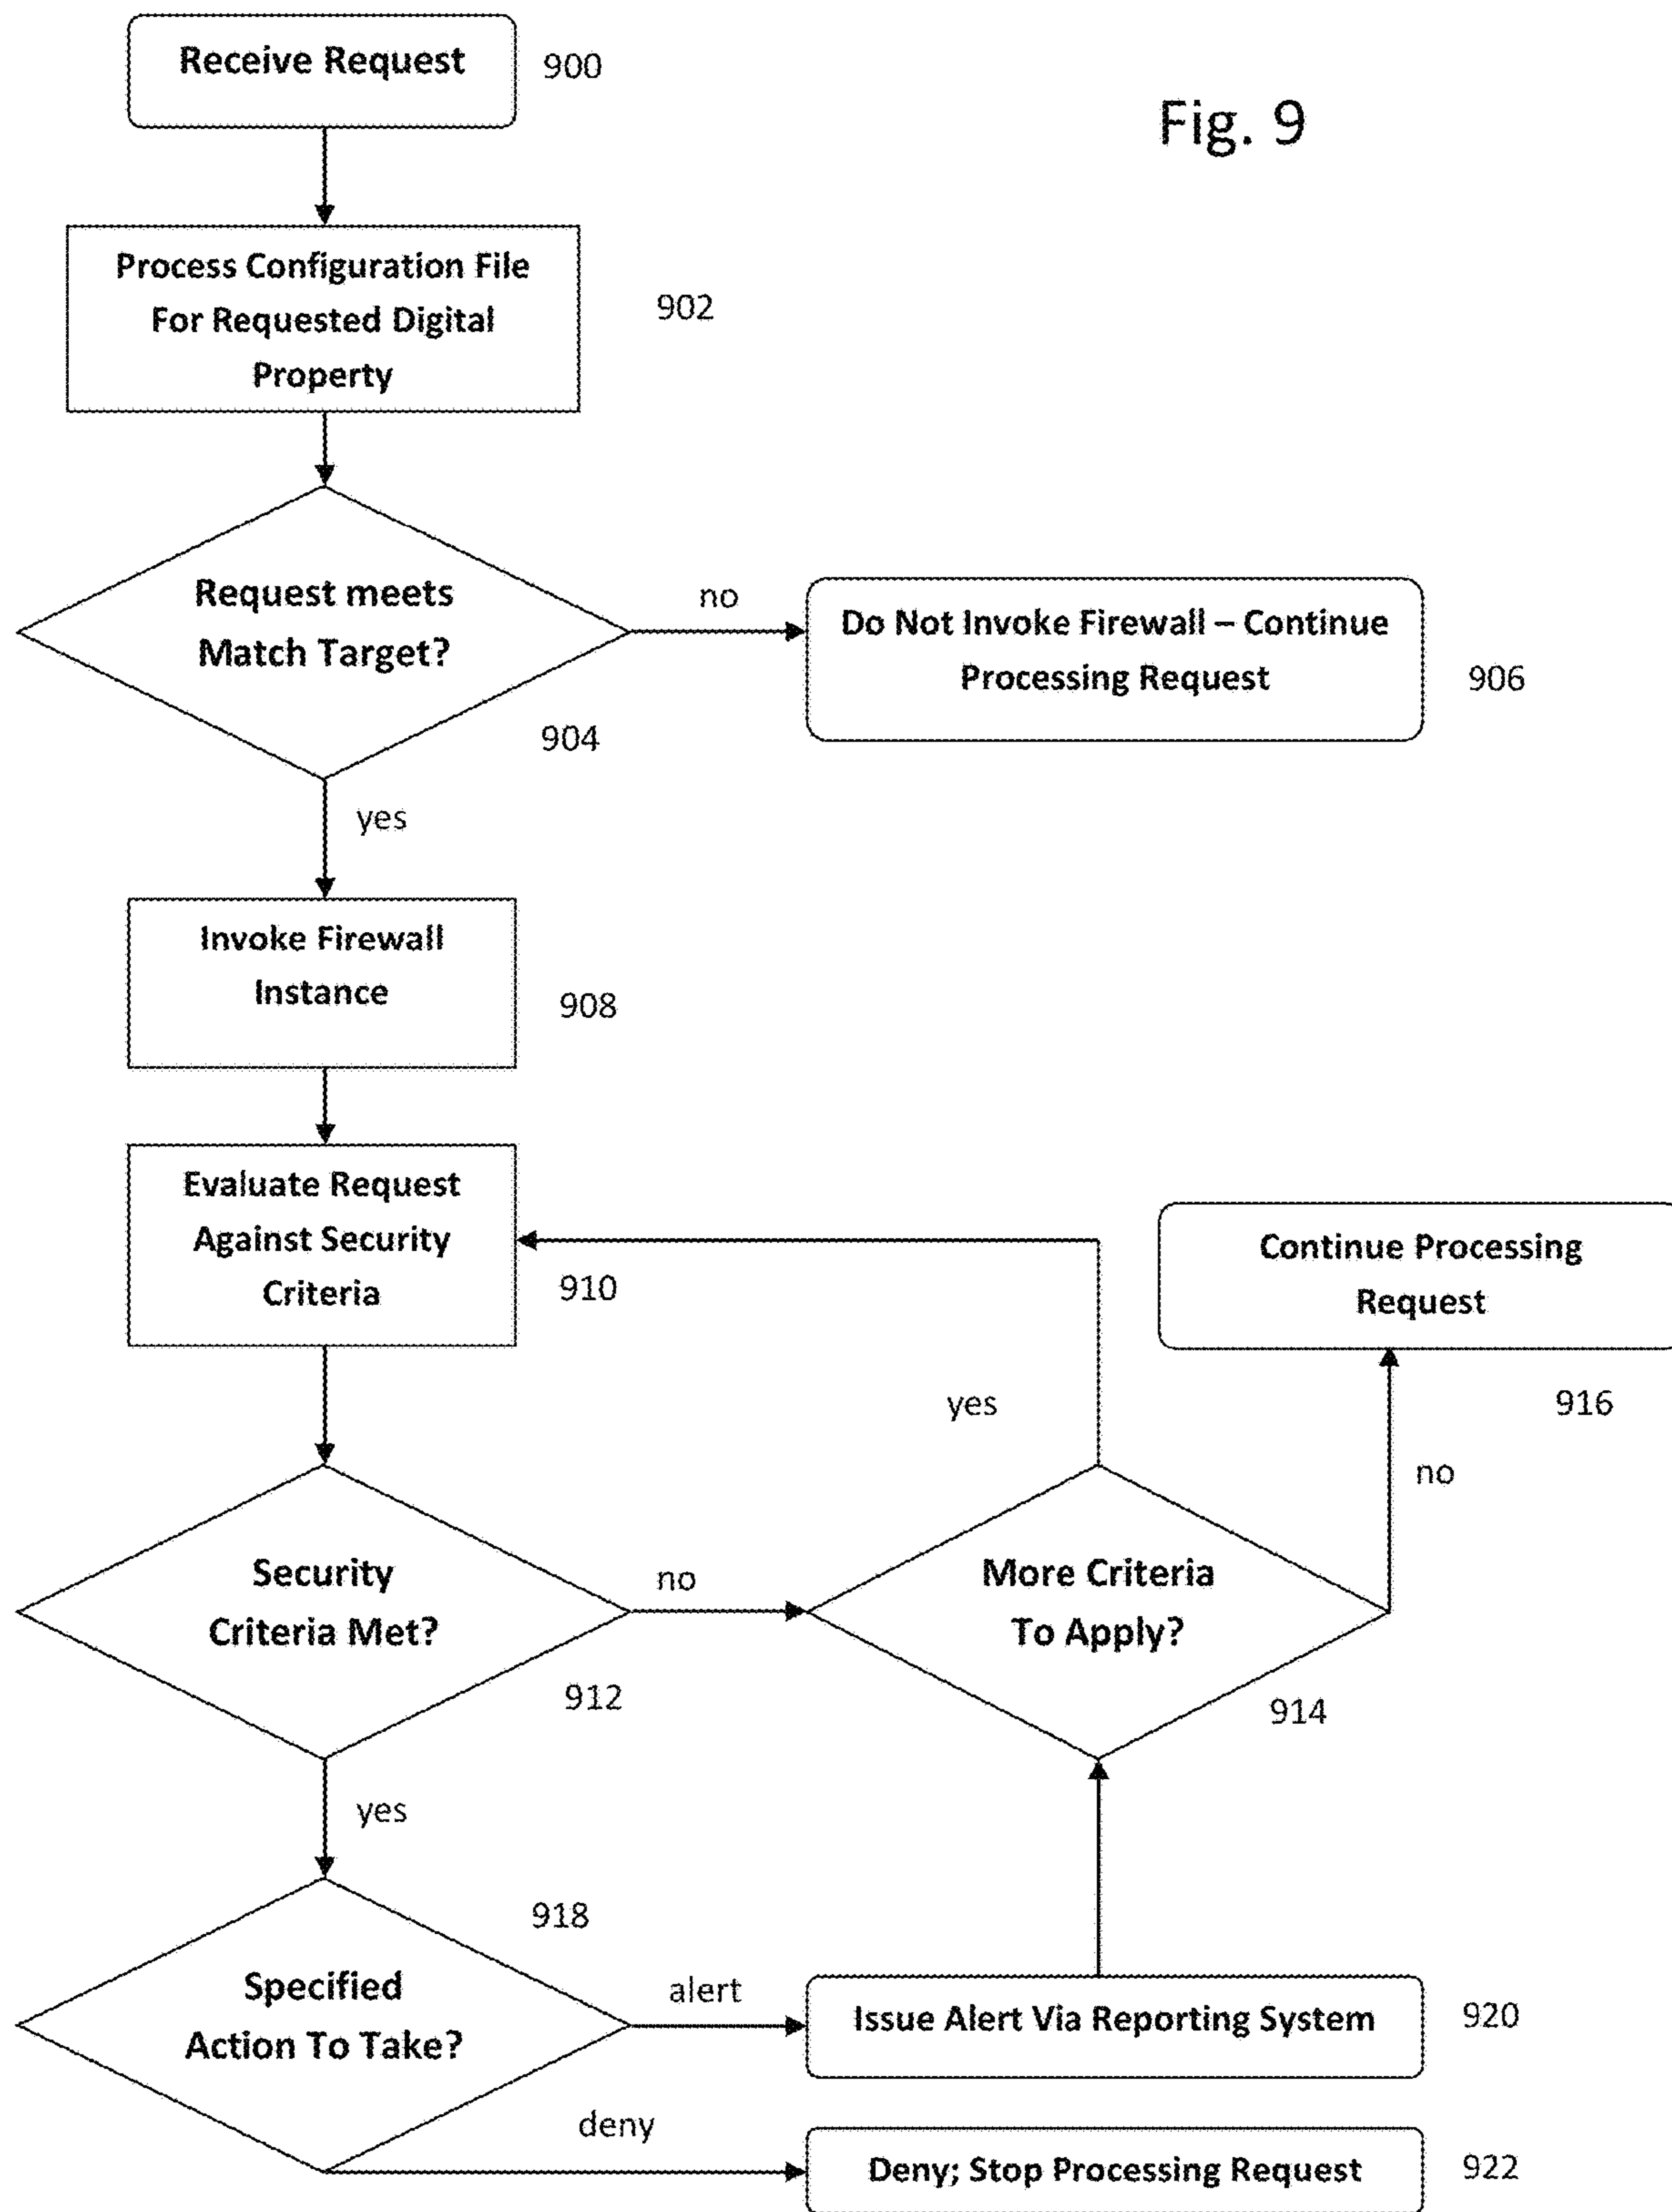 Receive Request
900
Fig. 9
Process Configuration File
For Requested Digital
Property
902
Request meets
Match Target?
904
no
Do Not Invoke Firewall – Continue
Processing Request
906
yes
Invoke Firewall
Instance
908
Evaluate Request
Against Security
Criteria
910
Continue Processing
Request
916
yes
no
Security
Criteria Met?
912
no
More Criteria
To Apply?
914
yes
918
Specified
Action To Take?
alert
Issue Alert Via Reporting System
920
deny
Deny; Stop Processing Request
922